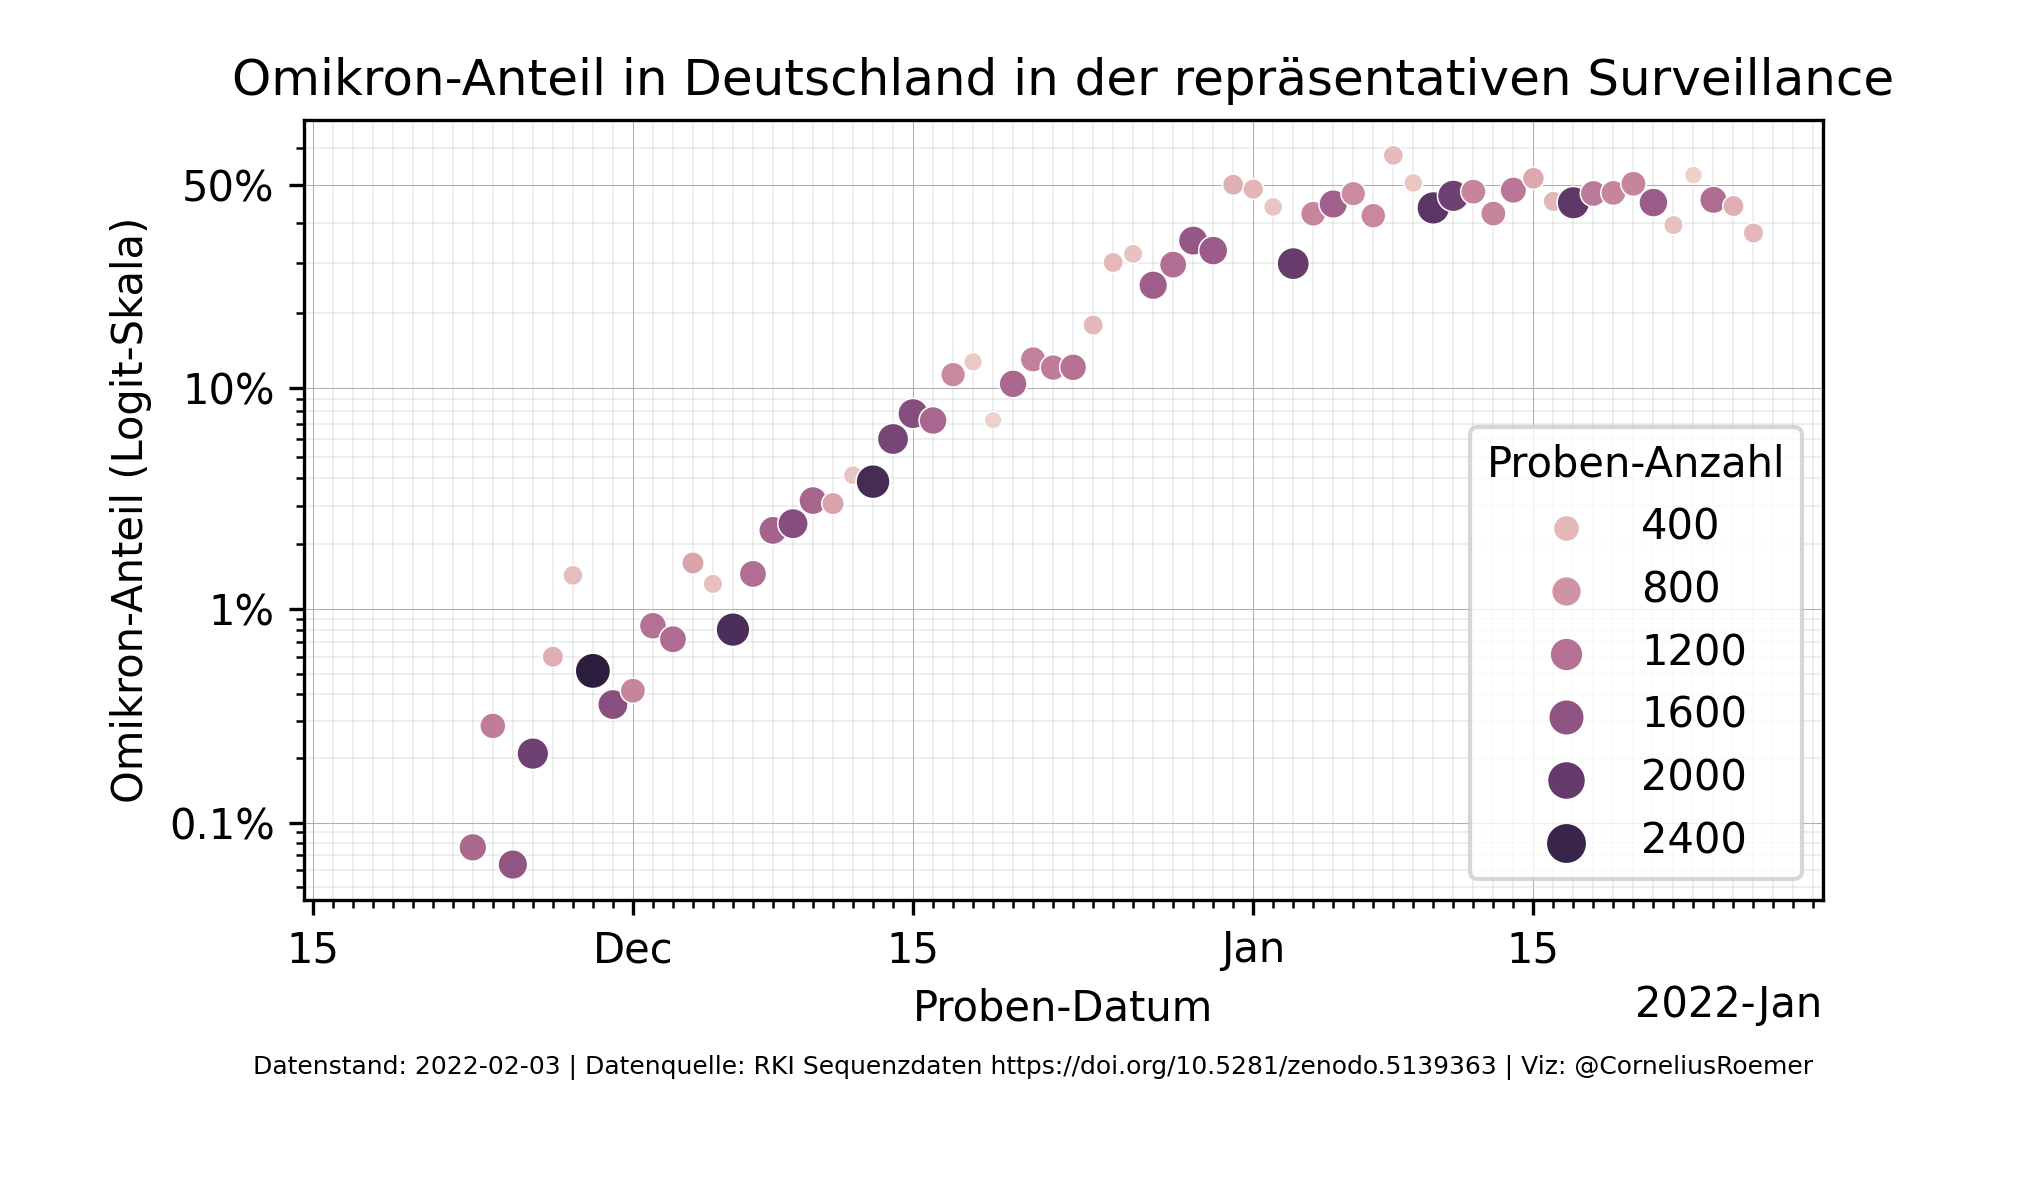 Omikron-Anteil in Deutschland in der repräsentativen Surveillance
Omikron-Anteil (Logit-Skala)
50%
10%
1%
0.1%
Proben-Anzahl
400
800
1200
1600
2000
2400
15
Dec
15
Jan
15
Proben-Datum
2022-Jan
Datenstand: 2022-02-03 | Datenquelle: RKI Sequenzdaten https://doi.org/10.5281/zenodo.5139363 | Viz: @CorneliusRoemer